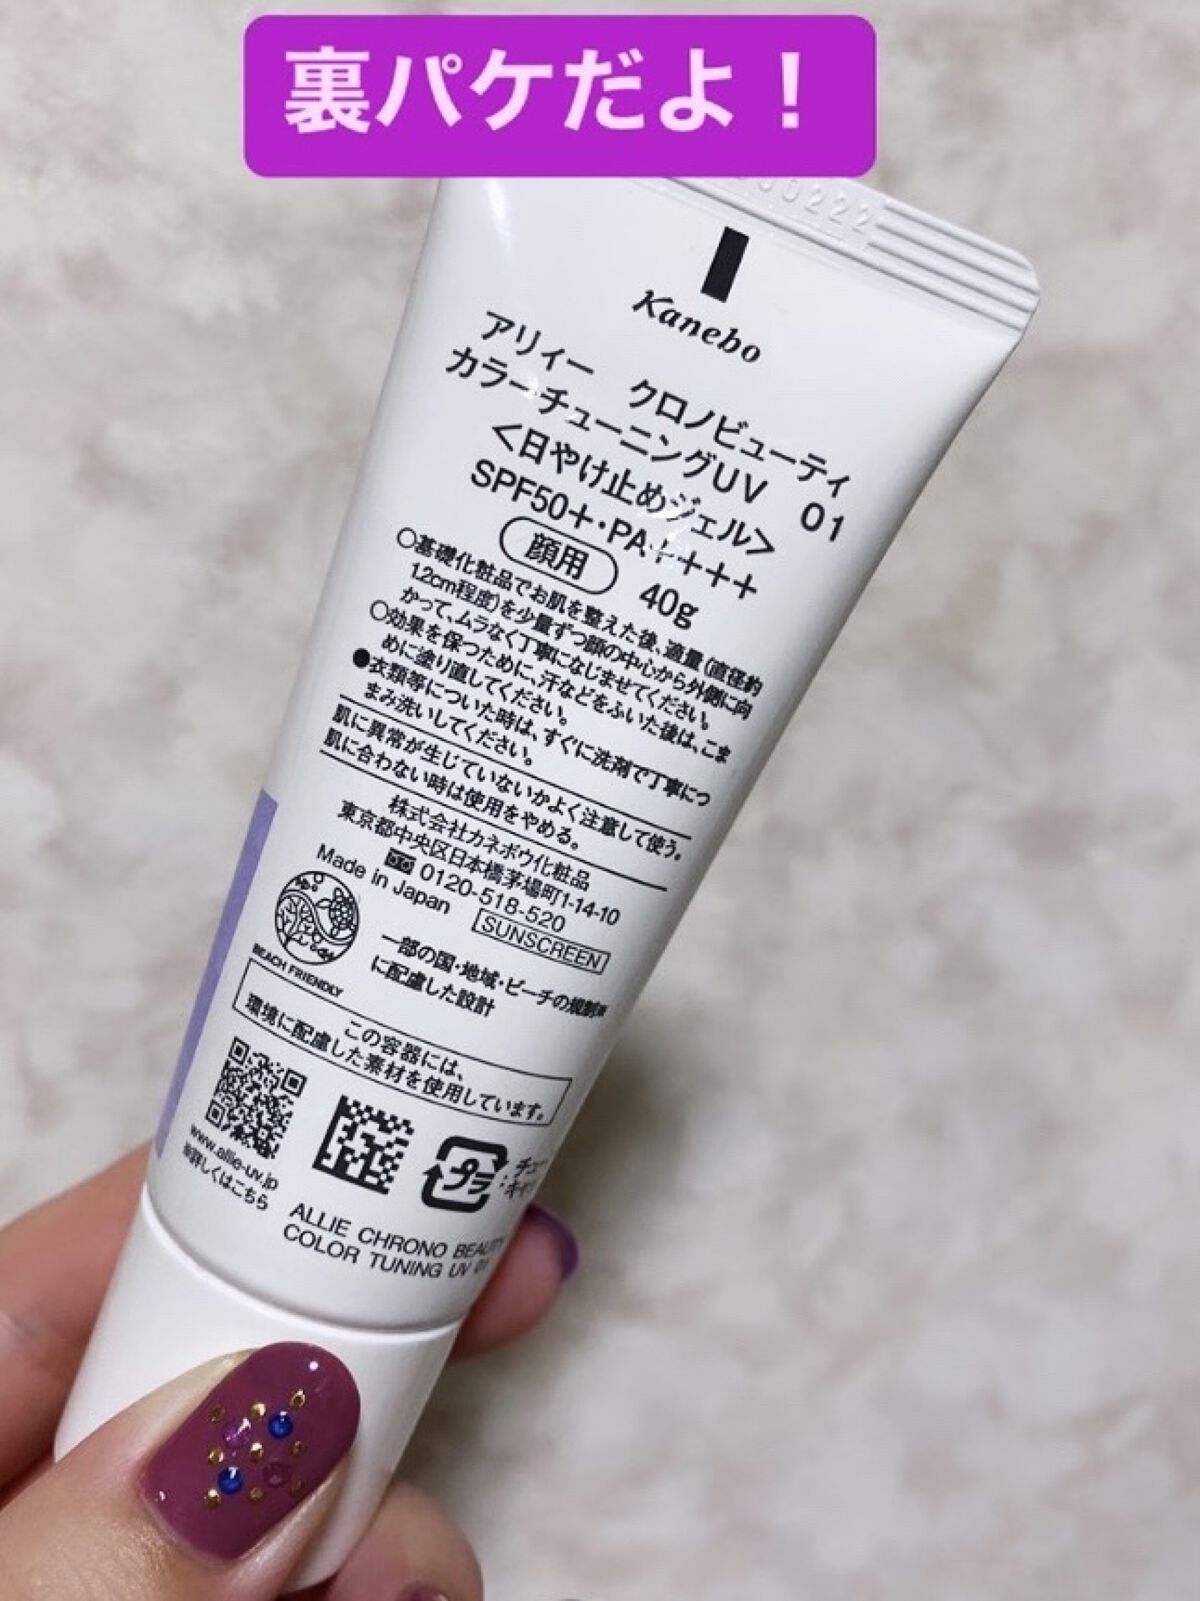 裏パケだよ！
Kanebo
アリィー　クロノビューティ
カラーチューニングUV　01
＜日やけ止めジェル＞
SPF50＋・PA＋＋＋＋
顔用　40g
○基礎化粧品でお肌を整えた後、適量（直径約
1.2cm程度）を少量ずつ顔の中心から外側に向
かって、ムラなく丁寧になじませてください。
○効果を保つために、汗などをふいた後は、こま
めに塗り直してください。
●衣類等についた時は、すぐに洗剤で丁寧につ
まみ洗いしてください。
肌に異常が生じていないかよく注意して使う。
肌に合わない時は使用をやめる。
株式会社カネボウ化粧品
東京都中央区日本橋茅場町1-14-10
0120-518-520
Made in Japan
SUNSCREEN
BEACH FRIENDLY
一部の国・地域・ビーチの規制※
に配慮した設計
この容器には、
環境に配慮した素材を使用しています。
www.allie-uv.jp
※詳しくはこちら
プラ
ALLIE CHRONO BEAUTY
COLOR TUNING UV 01